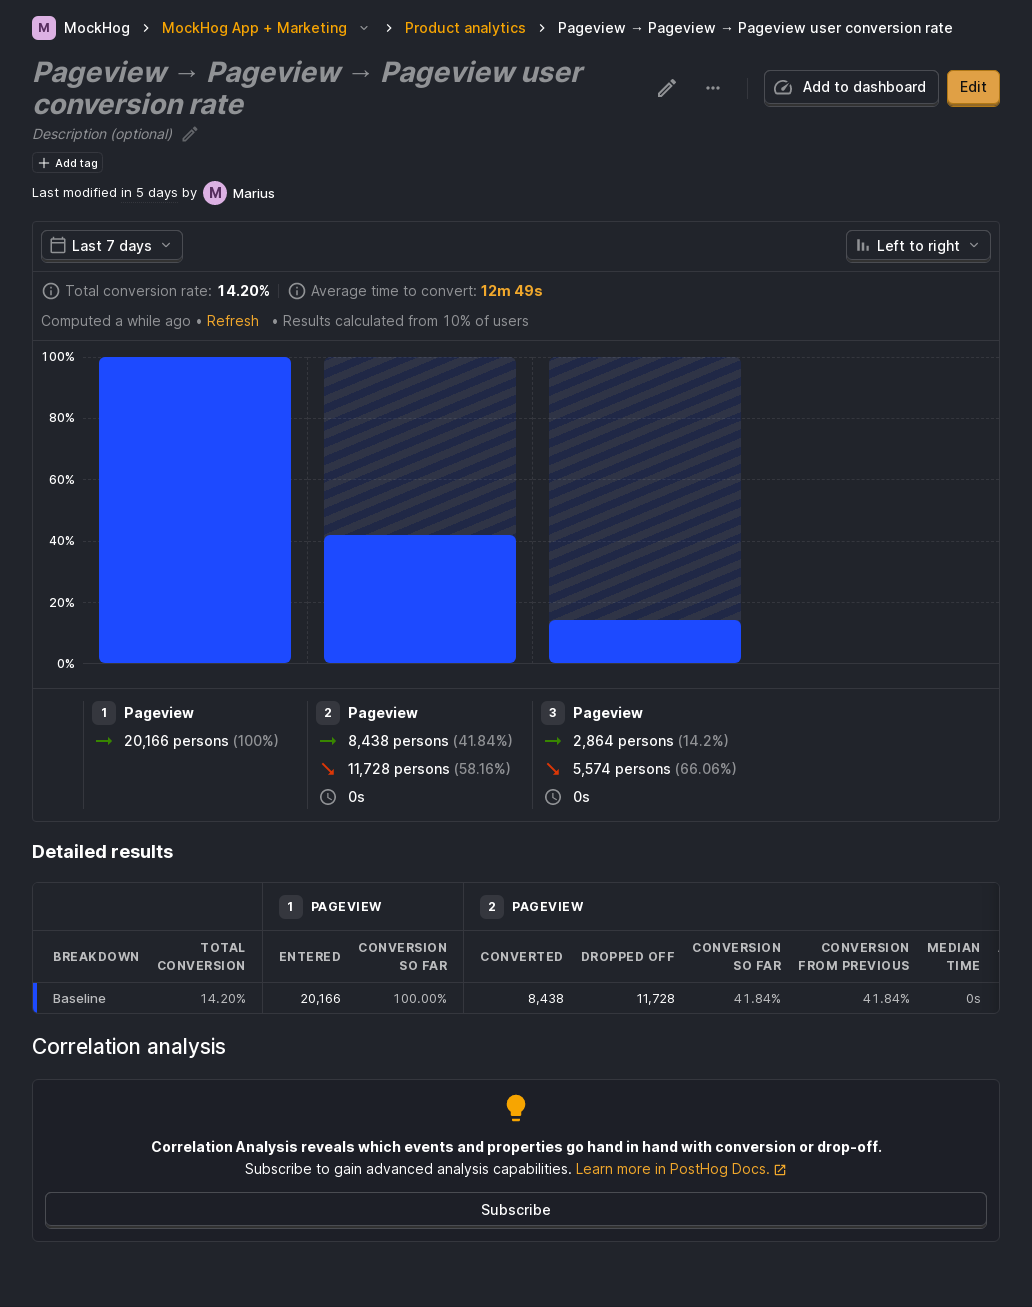 M MockHog > MockHog App + Marketing > Product analytics > Pageview → Pageview → Pageview user conversion rate
Pageview → Pageview → Pageview user
conversion rate
Add to dashboard
Edit
Description (optional)
+ Add tag
Last modified in 5 days by M Marius
Last 7 days
Left to right
Total conversion rate: 14.20%
Average time to convert: 12m 49s
Computed a while ago • Refresh • Results calculated from 10% of users
100%
80%
60%
40%
20%
0%
1 Pageview
20,166 persons (100%)
2 Pageview
8,438 persons (41.84%)
11,728 persons (58.16%)
0s
3 Pageview
2,864 persons (14.2%)
5,574 persons (66.06%)
0s
Detailed results
1 PAGEVIEW
2 PAGEVIEW
BREAKDOWN
TOTAL
CONVERSION
ENTERED
CONVERSION
SO FAR
CONVERTED
DROPPED OFF
CONVERSION
SO FAR
CONVERSION
FROM PREVIOUS
MEDIAN
TIME
Baseline 14.20% 20,166 100.00% 8,438 11,728 41.84% 41.84% 0s
Correlation analysis
Correlation Analysis reveals which events and properties go hand in hand with conversion or drop-off.
Subscribe to gain advanced analysis capabilities. Learn more in PostHog Docs.
Subscribe